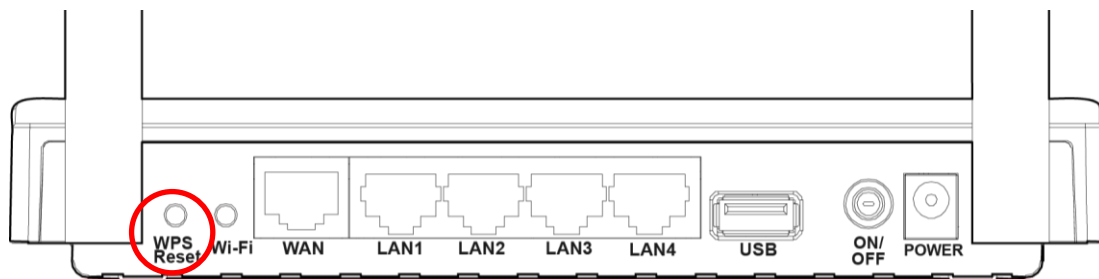 WPS
Reset
Wi-Fi
WAN
LAN1
LAN2
LAN3
LAN4
USB
ON/
OFF
POWER